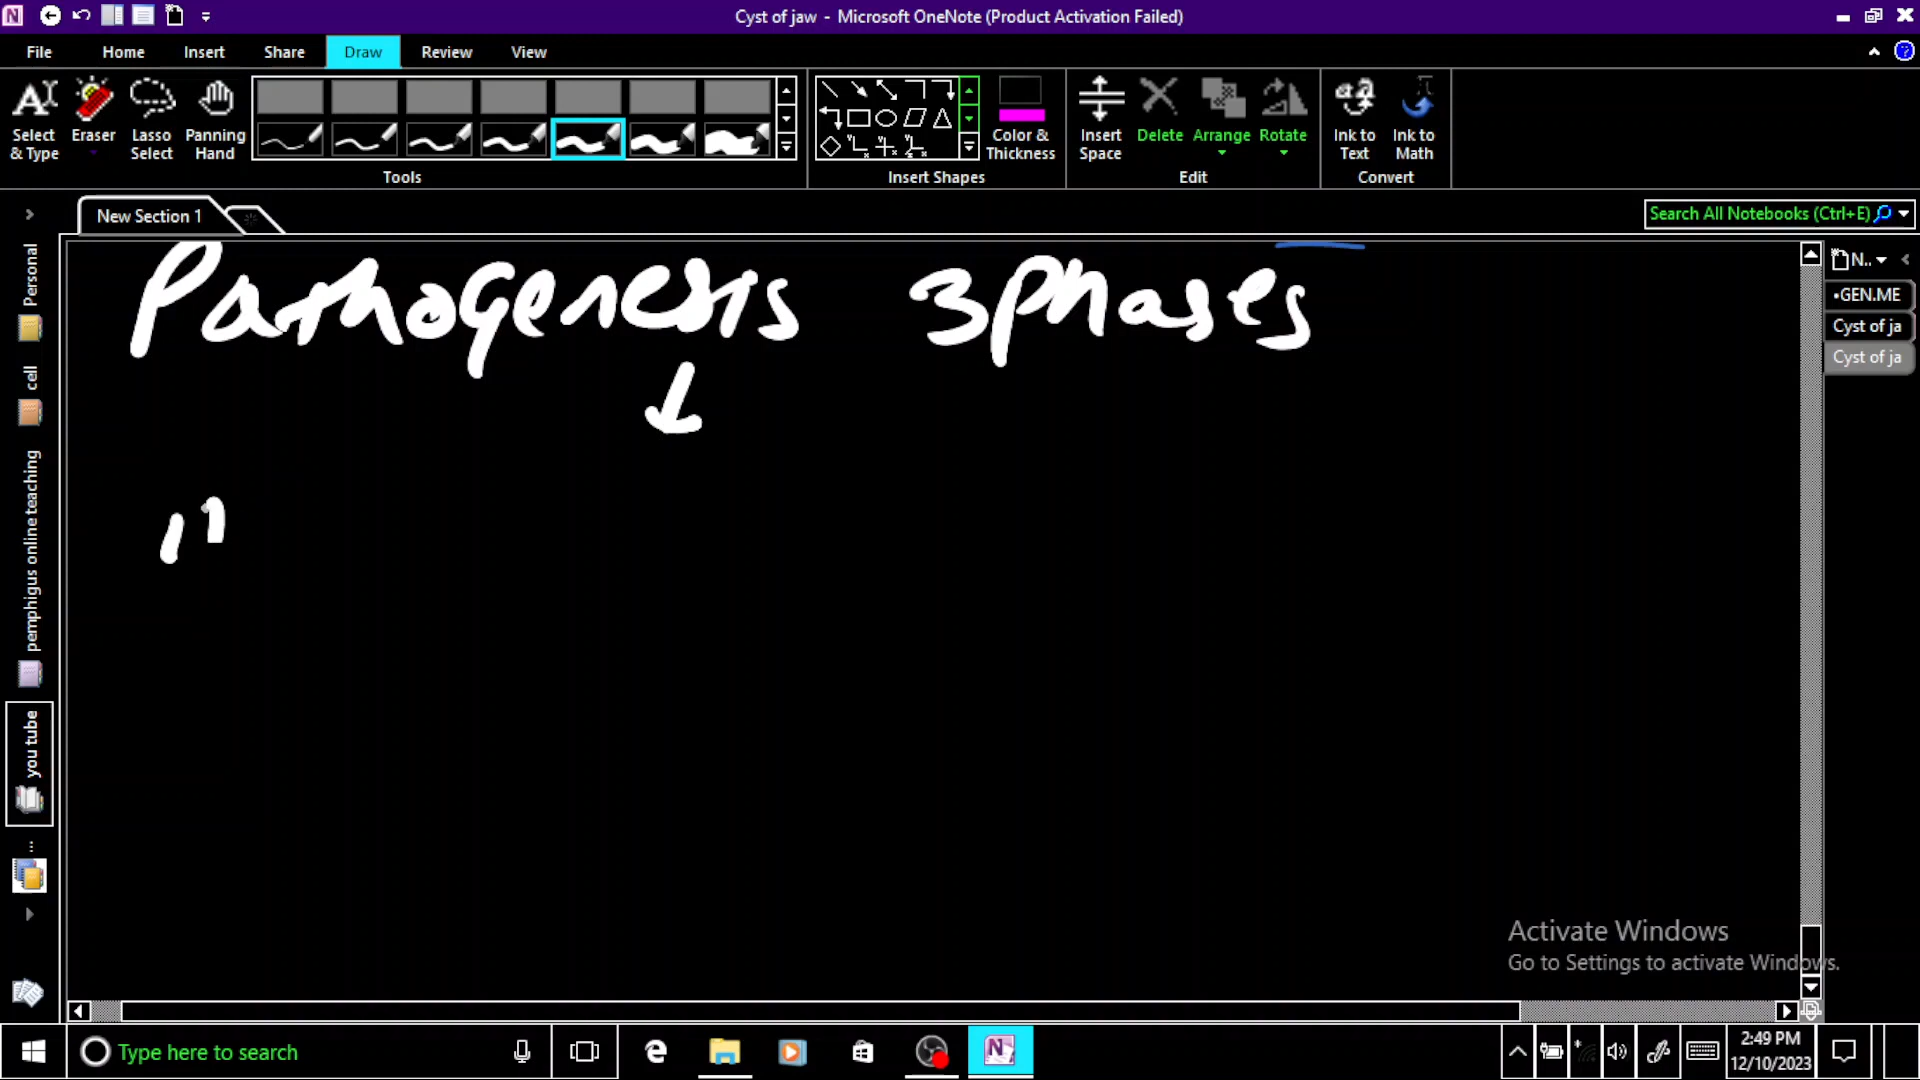 Cyst of jaw - Microsoft OneNote (Product Activation Failed)
File Home Insert Share Draw Review View
Select & Type
Eraser
Lasso Select
Panning Hand
Color & Thickness
Insert Space
Delete
Arrange
Rotate
Ink to Text
Ink to Math
Tools
Insert Shapes
Edit
Convert
New Section 1
Search All Notebooks (Ctrl+E)
Personal
cell
pemphigus online teaching
you tube
N..
•GEN.ME
Cyst of ja
Cyst of ja
Pathogenesis 3phases
Activate Windows
Go to Settings to activate Windows.
Type here to search
2:49 PM
12/10/2023